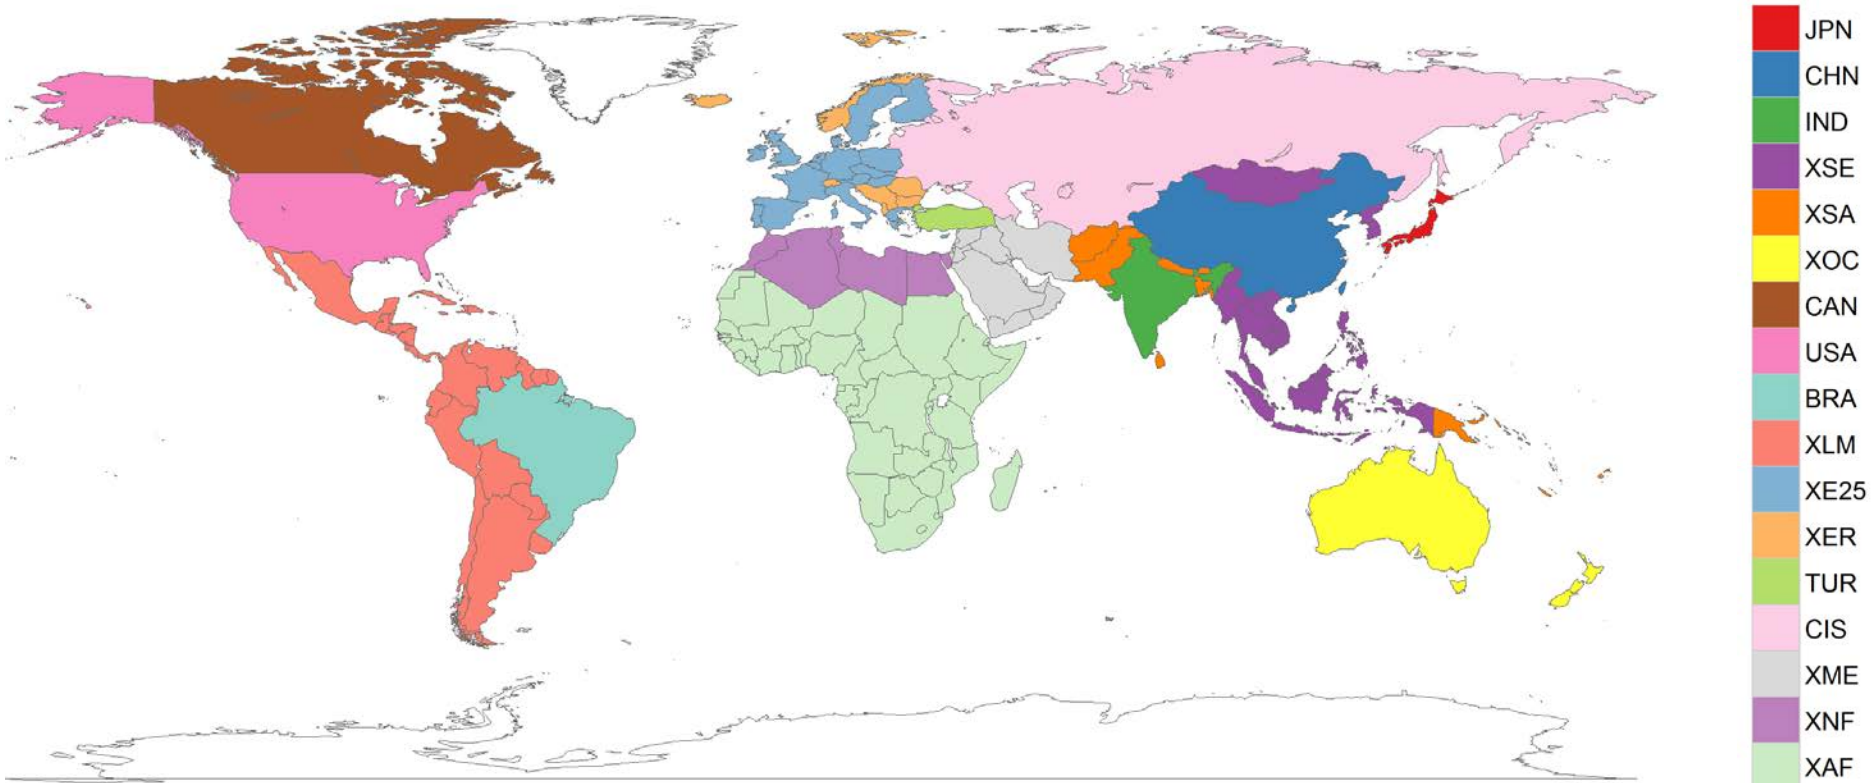 JPN
CHN
IND
XSE
XSA
XOC
CAN
USA
BRA
XLM
XE25
XER
TUR
CIS
XME
XNF
XAF